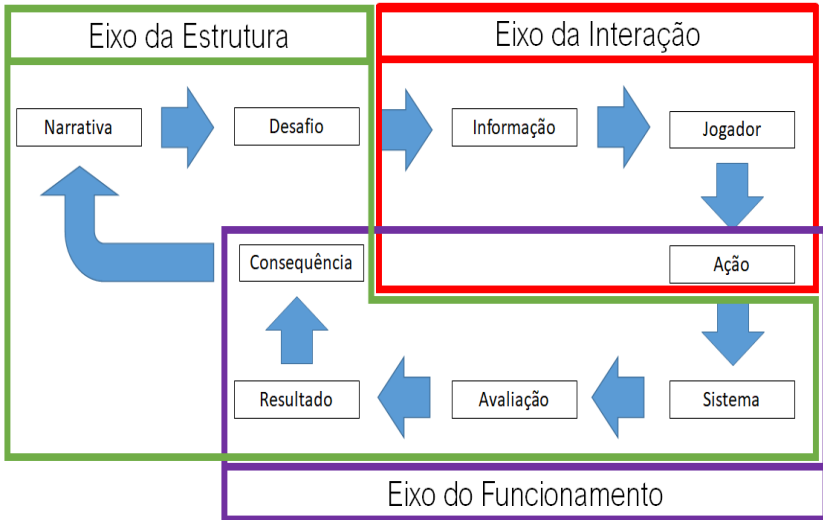 Eixo da Estrutura
Eixo da Interação
Narrativa
Desafio
Informação
Jogador
Consequência
Ação
Resultado
Avaliação
Sistema
Eixo do Funcionamento